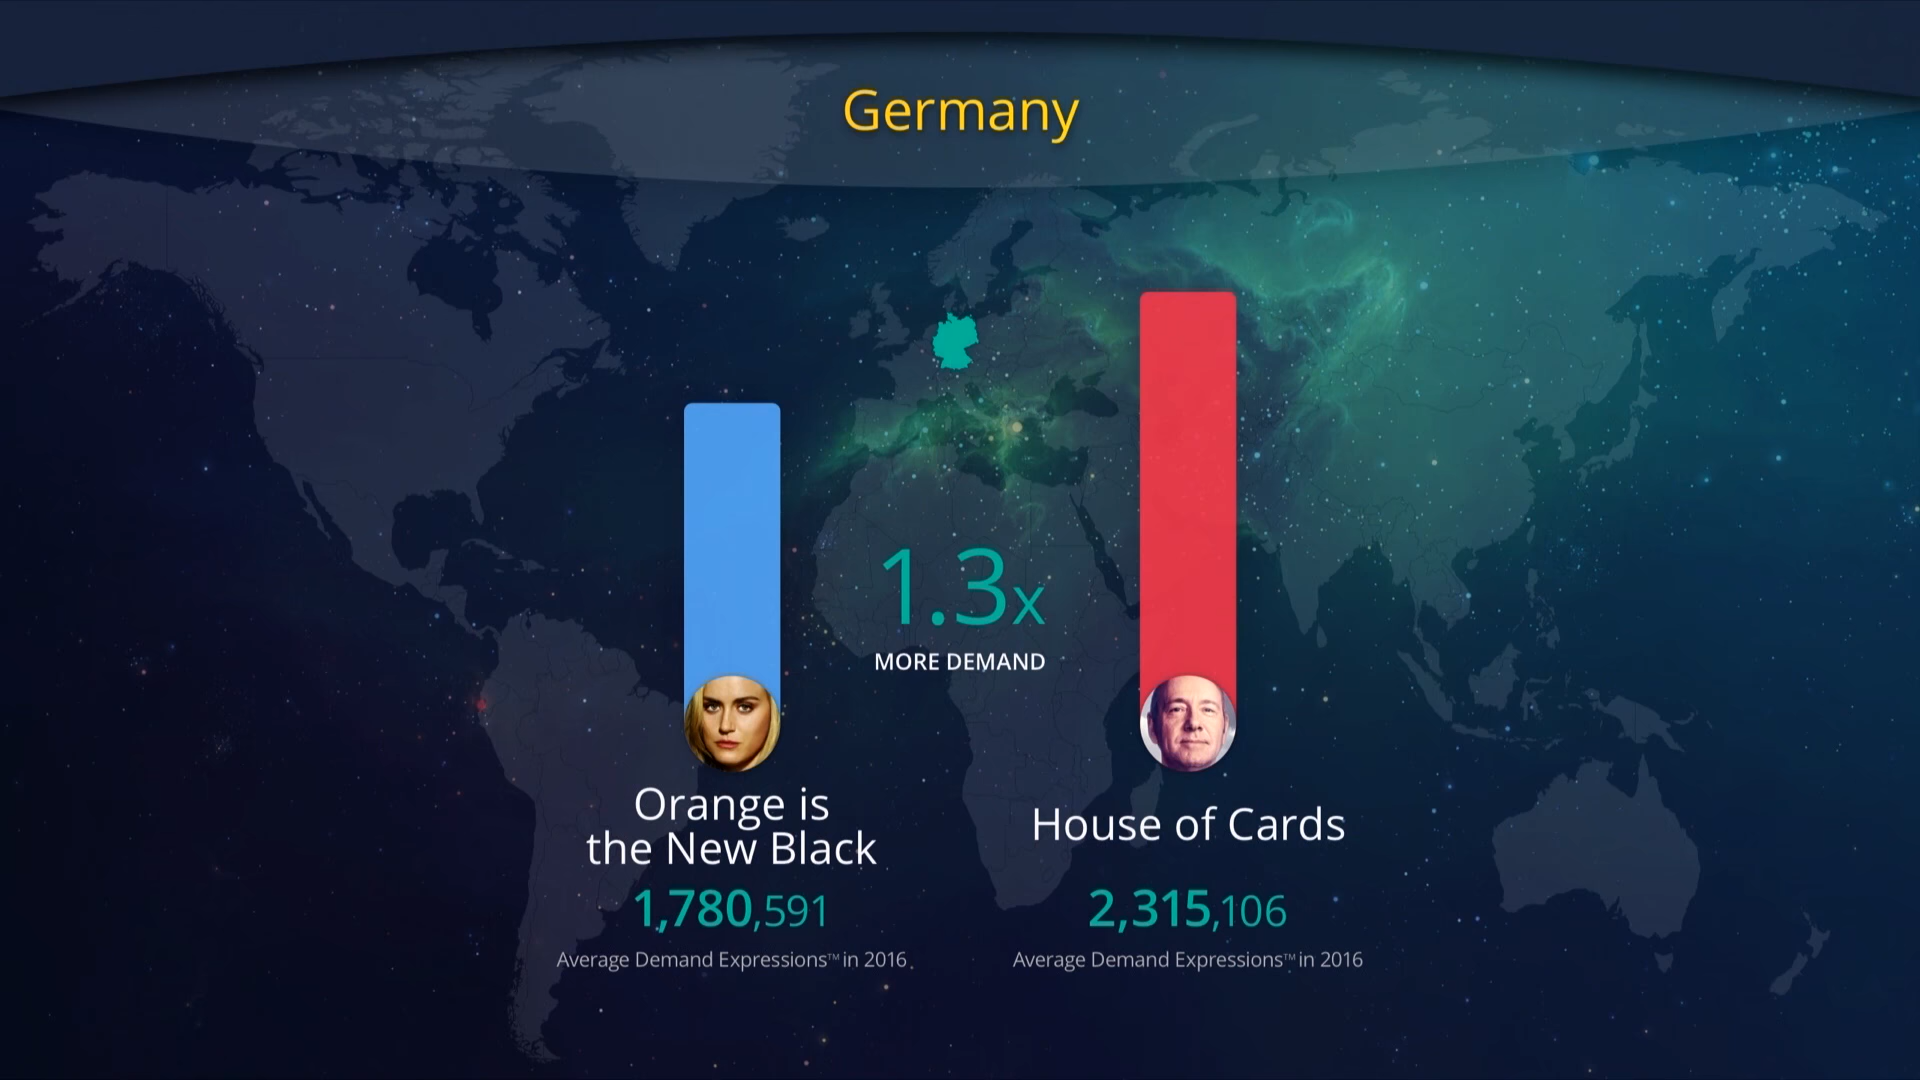 Germany
1.3x
MORE DEMAND
Orange is
the New Black
1,780,591
Average Demand Expressions™ in 2016
House of Cards
2,315,106
Average Demand Expressions™ in 2016